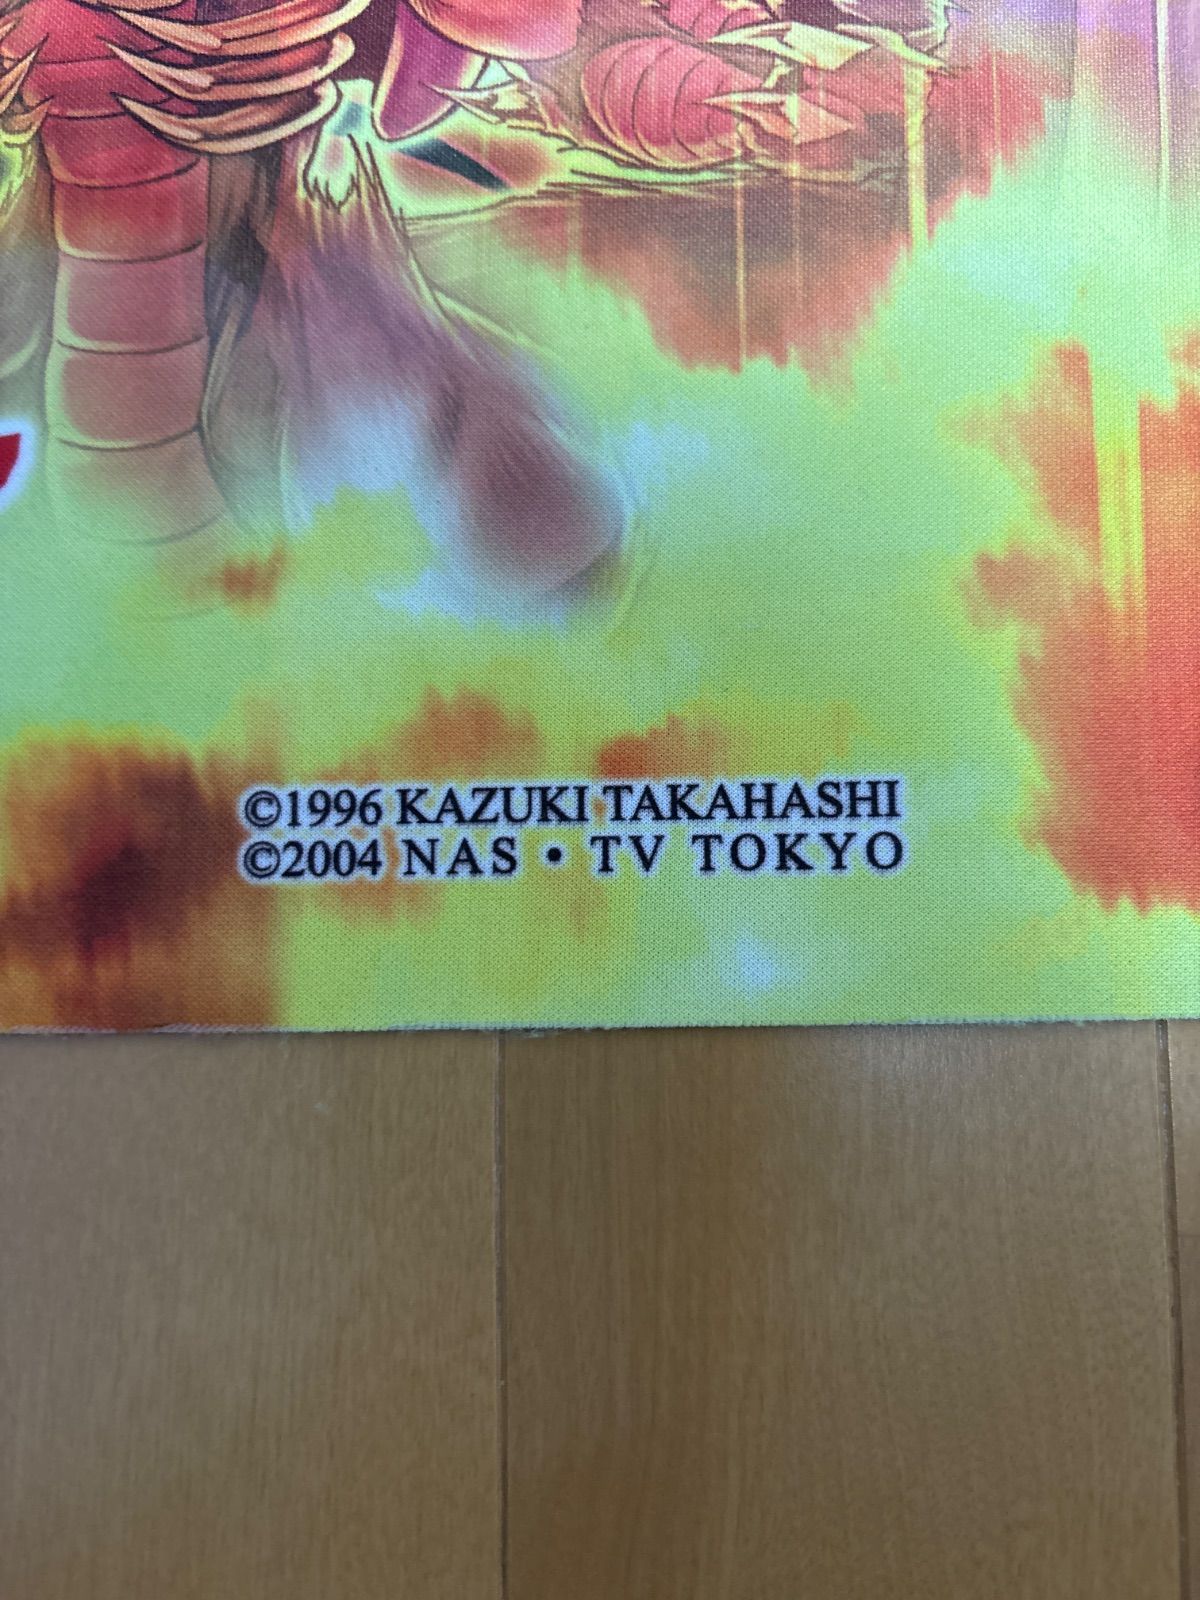 ©1996 KAZUKI TAKAHASHI
©2004 NAS・TV TOKYO